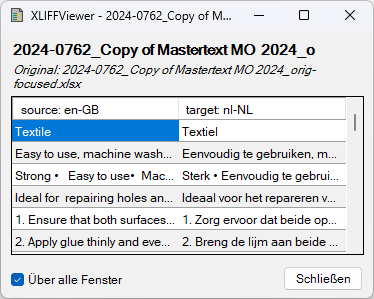 XLIFFViewer - 2024-0762_Copy of M...
2024-0762_Copy of Mastertext MO 2024_o
Original: 2024-0762_Copy of Mastertext MO 2024_orig-
focused.xlsx
source: en-GB target: nl-NL
Textile Textiel
Easy to use, machine wash... Eenvoudig te gebruiken, m...
Strong • Easy to use• Mac... Sterk • Eenvoudig te gebrui...
Ideal for repairing holes an... Ideaal voor het repareren v...
1. Ensure that both surfaces... 1. Zorg ervoor dat beide op...
2. Apply glue thinly and eve... 2. Breng de lijm aan beide ...
Über alle Fenster
Schließen